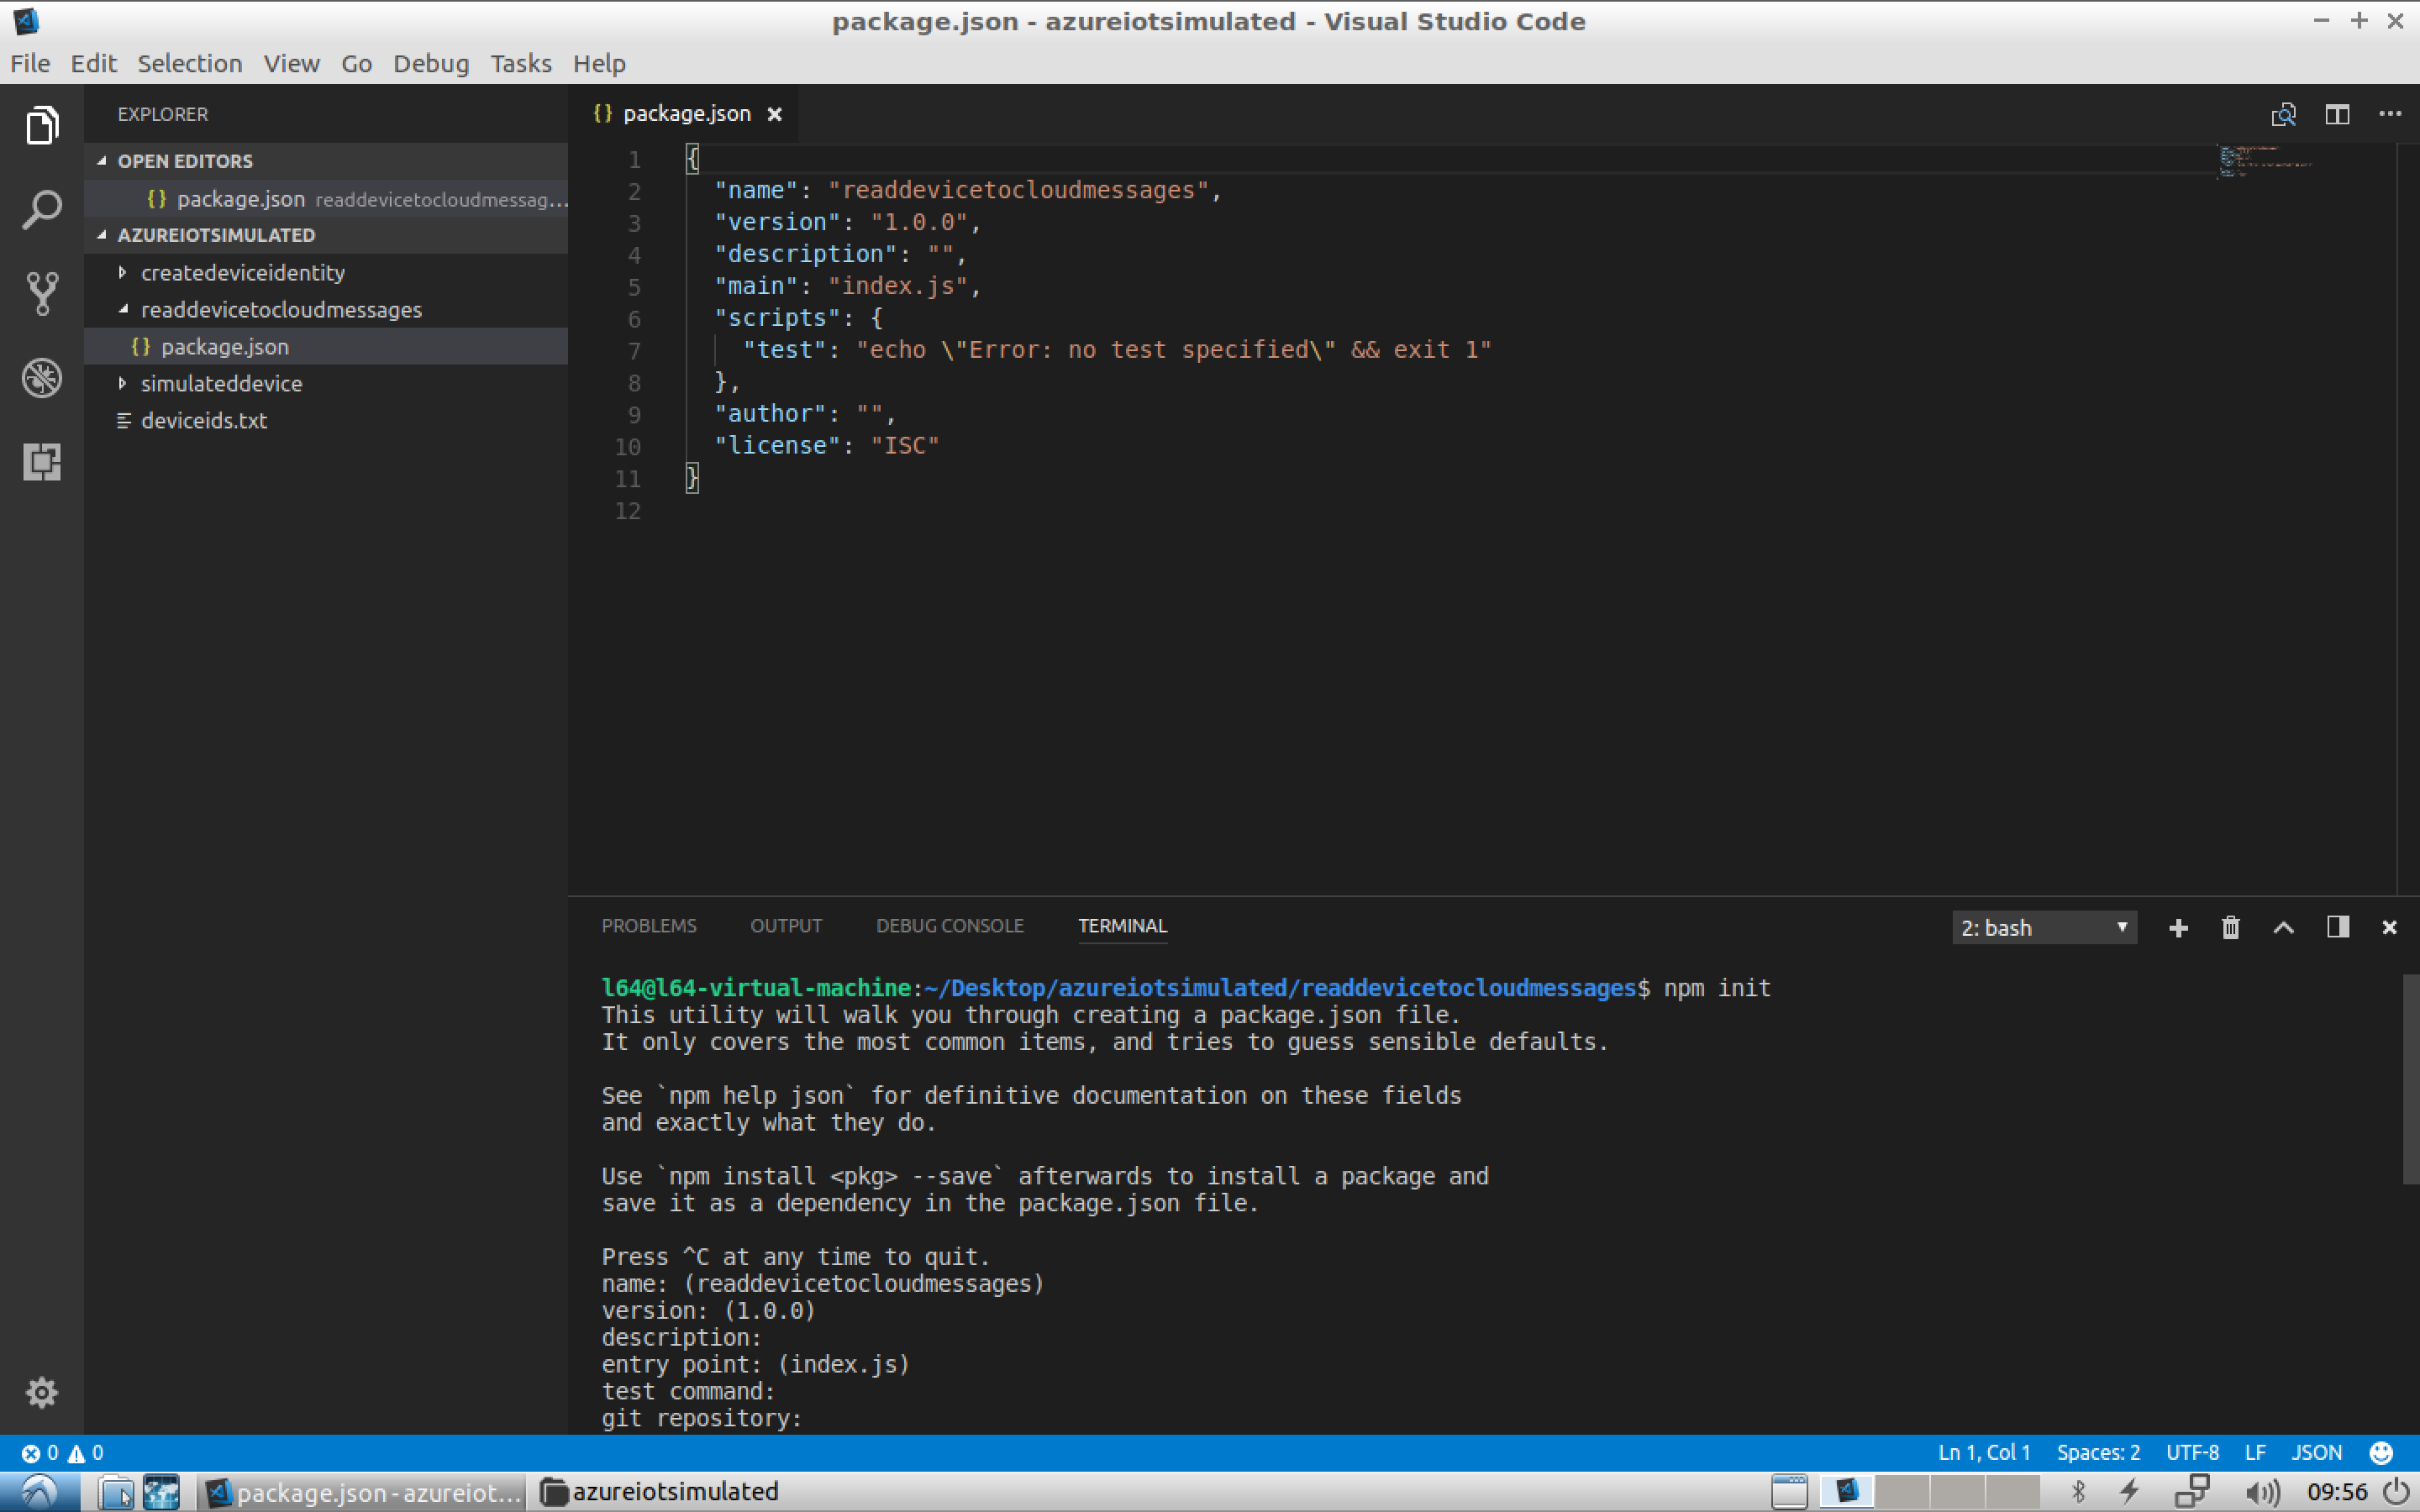 package.json - azureiotsimulated - Visual Studio Code
File Edit Selection View Go Debug Tasks Help
EXPLORER
OPEN EDITORS
{} package.json readdevicetocloudmessag...
AZUREIOTSIMULATED
createdeviceidentity
readdevicetocloudmessages
{} package.json
simulateddevice
deviceids.txt
{} package.json
1 {
2 "name": "readdevicetocloudmessages",
3 "version": "1.0.0",
4 "description": "",
5 "main": "index.js",
6 "scripts": {
7 "test": "echo \"Error: no test specified\" && exit 1"
8 },
9 "author": "",
10 "license": "ISC"
11 }
12
PROBLEMS OUTPUT DEBUG CONSOLE TERMINAL 2: bash
l64@l64-virtual-machine:~/Desktop/azureiotsimulated/readdevicetocloudmessages$ npm init
This utility will walk you through creating a package.json file.
It only covers the most common items, and tries to guess sensible defaults.
See `npm help json` for definitive documentation on these fields
and exactly what they do.
Use `npm install <pkg> --save` afterwards to install a package and
save it as a dependency in the package.json file.
Press ^C at any time to quit.
name: (readdevicetocloudmessages)
version: (1.0.0)
description:
entry point: (index.js)
test command:
git repository:
0 0 Ln 1, Col 1 Spaces: 2 UTF-8 LF JSON
package.json - azureiot... azureiotsimulated 09:56